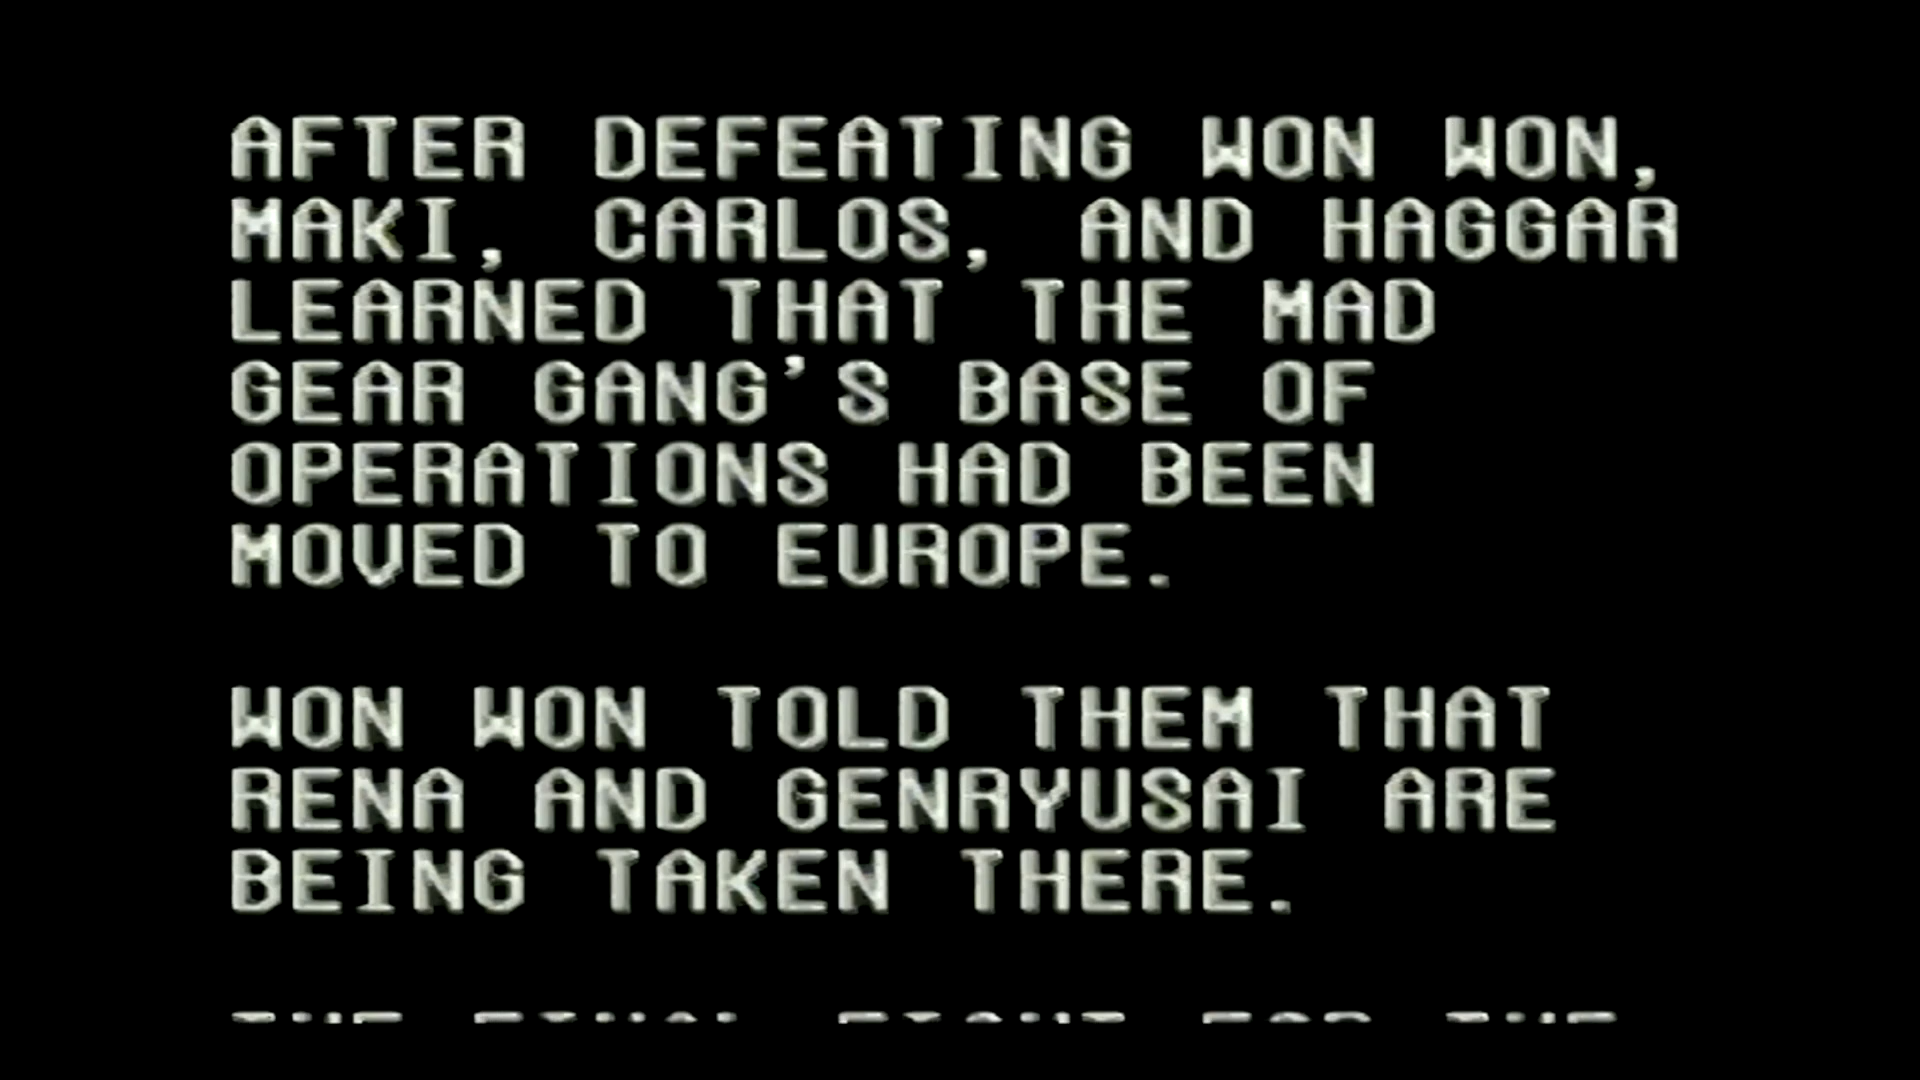 AFTER DEFEATING WON WON,
MAKI, CARLOS, AND HAGGAR
LEARNED THAT THE MAD
GEAR GANG'S BASE OF
OPERATIONS HAD BEEN
MOVED TO EUROPE.
WON WON TOLD THEM THAT
RENA AND GENRYUSAI ARE
BEING TAKEN THERE.